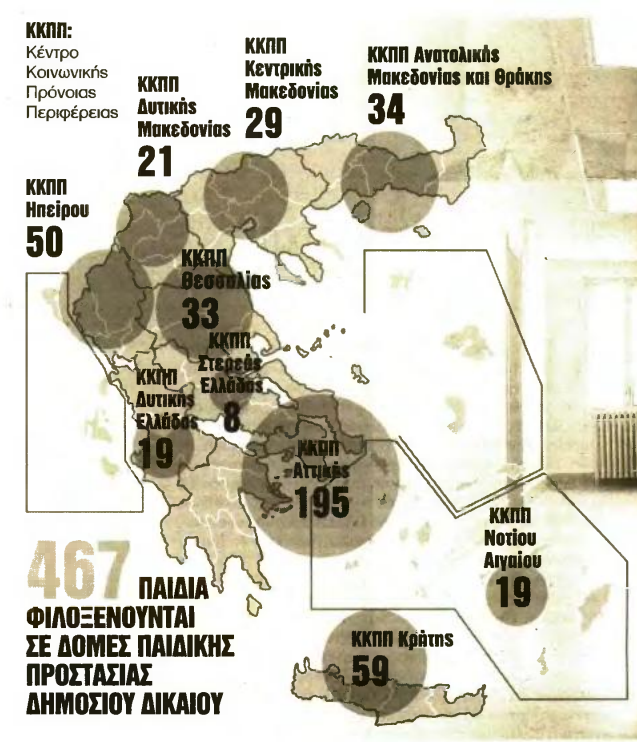 ΚΚΠΠ:
Κέντρο
Κοινωνικής
Πρόνοιας
Περιφέρειας
ΚΚΠΠ
Δυτικής
Μακεδονίας
21
ΚΚΠΠ
Κεντρικής
Μακεδονίας
29
ΚΚΠΠ Ανατολικής
Μακεδονίας και Θράκης
34
ΚΚΠΠ
Ηπείρου
50
ΚΚΠΠ
Θεσσαλίας
33
ΚΚΠΠ
Στερεάς
Ελλάδας
8
ΚΚΠΠ
Δυτικής
Ελλάδας
19
ΚΚΠΠ
Αττικής
195
ΚΚΠΠ
Νοτίου
Αιγαίου
19
ΚΚΠΠ Κρήτης
59
467 ΠΑΙΔΙΑ
ΦΙΛΟΞΕΝΟΥΝΤΑΙ
ΣΕ ΔΟΜΕΣ ΠΑΙΔΙΚΗΣ
ΠΡΟΣΤΑΣΙΑΣ
ΔΗΜΟΣΙΟΥ ΔΙΚΑΙΟΥ